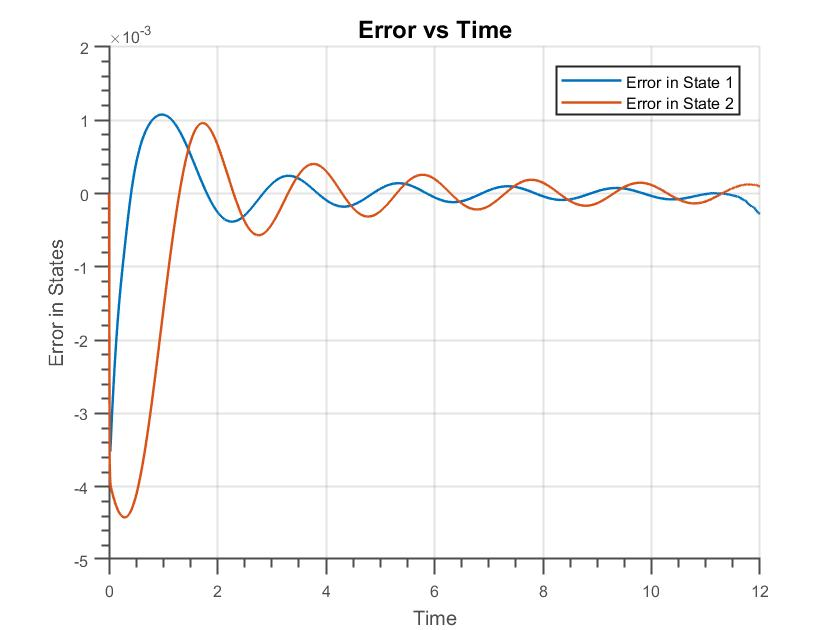 Error vs Time
×10-3
Error in State 1
Error in State 2
2
1
0
-1
-2
-3
-4
-5
Error in States
0 2 4 6 8 10 12
Time